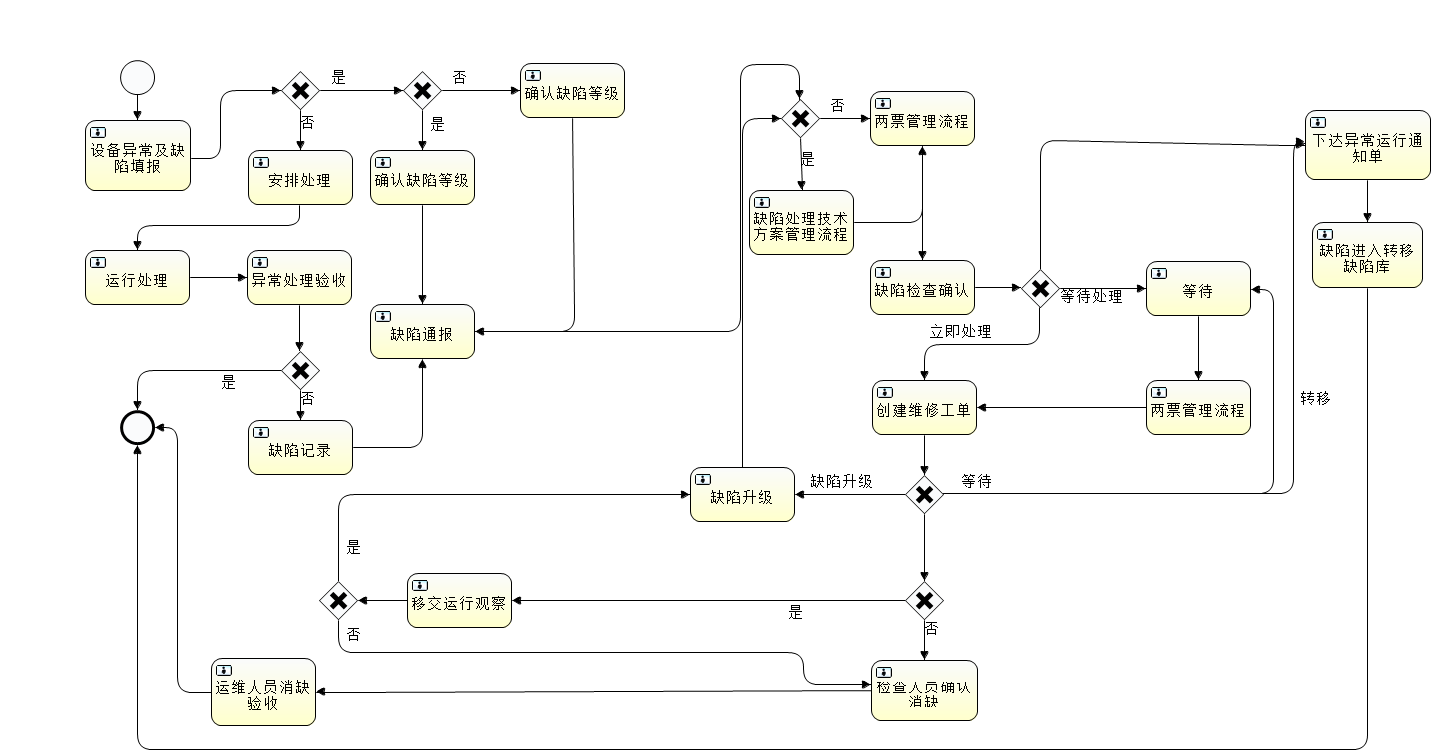 是
否
确认缺陷等级
否
两票管理流程
否
是
设备异常及缺
陷填报
安排处理
确认缺陷等级
是
下达异常运行通
知单
缺陷处理技术
方案管理流程
运行处理
异常处理验收
缺陷检查确认
等待处理
等待
缺陷进入转移
缺陷库
缺陷通报
立即处理
是
否
创建维修工单
两票管理流程
转移
缺陷记录
缺陷升级
缺陷升级
等待
是
移交运行观察
是
否
否
运维人员消缺
验收
检查人员确认
消缺